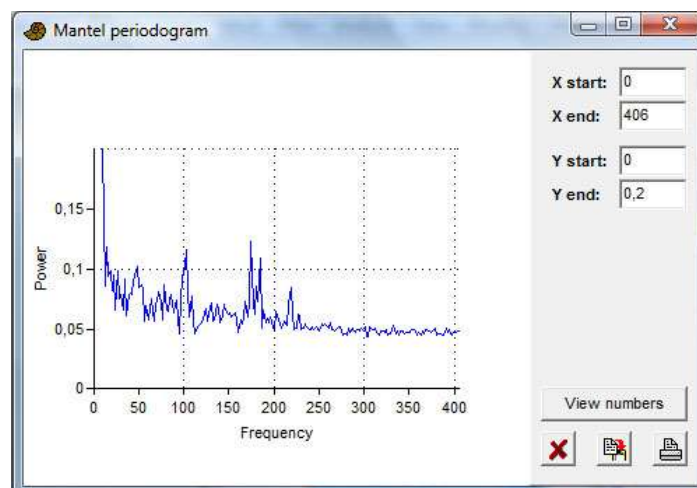 Mantel periodogram
X start: 0
X end: 406
Y start: 0
Y end: 0,2
0,15
0,1
0,05
0
Power
0 50 100 150 200 250 300 350 400
Frequency
View numbers